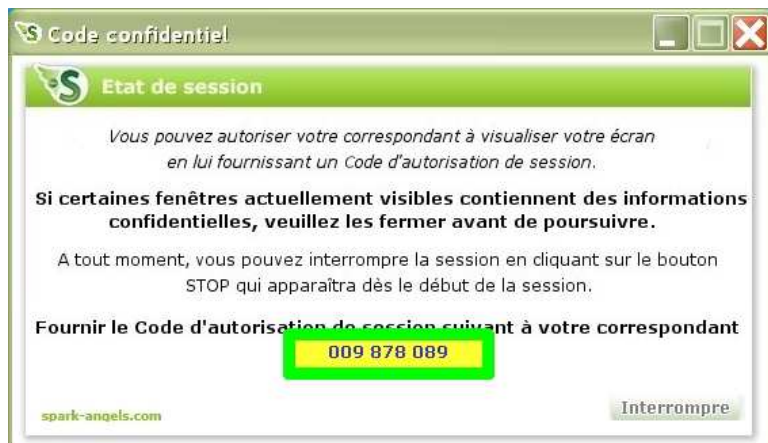 Code confidentiel
Etat de session
Vous pouvez autoriser votre correspondant à visualiser votre écran
en lui fournissant un Code d'autorisation de session.
Si certaines fenêtres actuellement visibles contiennent des informations
confidentielles, veuillez les fermer avant de poursuivre.
A tout moment, vous pouvez interrompre la session en cliquant sur le bouton
STOP qui apparaîtra dès le début de la session.
Fournir le Code d'autorisation de session suivant à votre correspondant
009 878 089
spark-angels.com
Interrompre